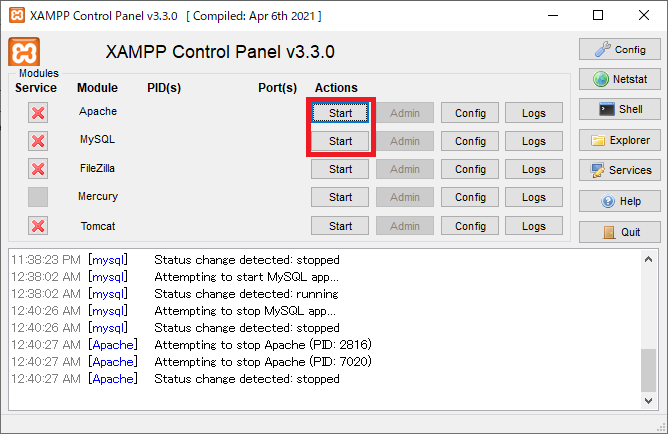 XAMPP Control Panel v3.3.0 [ Compiled: Apr 6th 2021 ]
XAMPP Control Panel v3.3.0
Config
Modules
Service Module PID(s) Port(s) Actions
Netstat
Apache Start Admin Config Logs
Shell
MySQL Start Admin Config Logs
Explorer
FileZilla Start Admin Config Logs
Services
Mercury Start Admin Config Logs
Help
Tomcat Start Admin Config Logs
Quit
11:38:23 PM [mysql] Status change detected: stopped
12:38:02 AM [mysql] Attempting to start MySQL app...
12:38:02 AM [mysql] Status change detected: running
12:40:26 AM [mysql] Attempting to stop MySQL app...
12:40:26 AM [mysql] Status change detected: stopped
12:40:27 AM [Apache] Attempting to stop Apache (PID: 2816)
12:40:27 AM [Apache] Attempting to stop Apache (PID: 7020)
12:40:27 AM [Apache] Status change detected: stopped